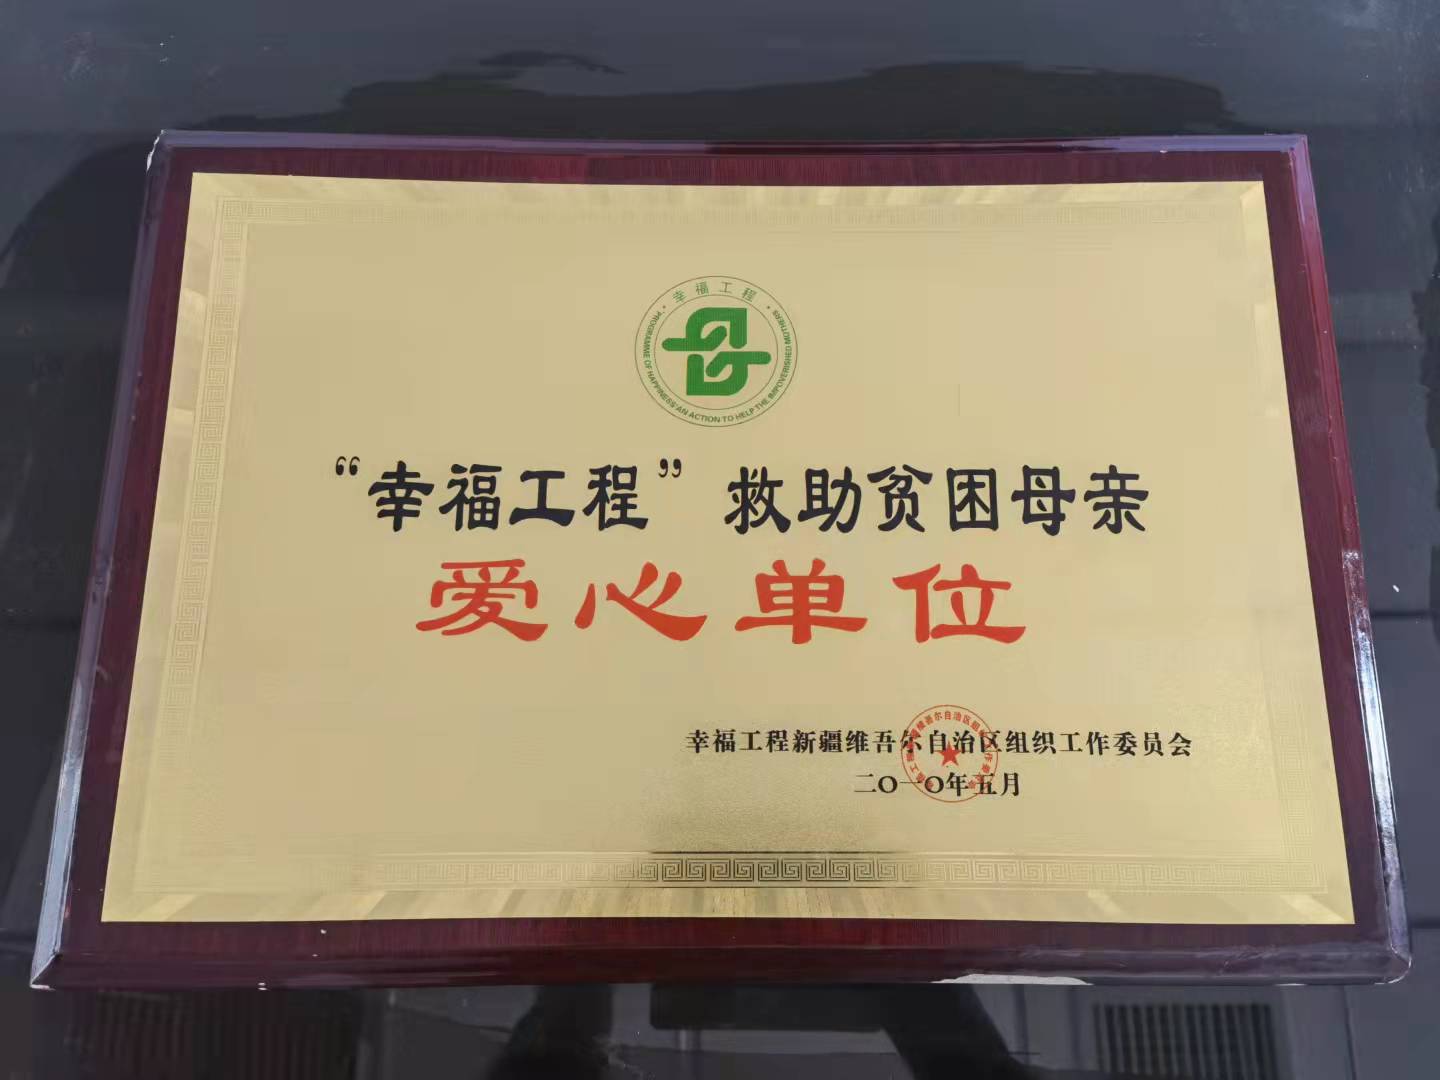 幸福工程
PROGRAMME OF HAPPINESS AN ACTION TO HELP THE IMPOVERISHED MOTHERS
“幸福工程”救助贫困母亲
爱心单位
幸福工程新疆维吾尔自治区组织工作委员会
二〇一〇年五月